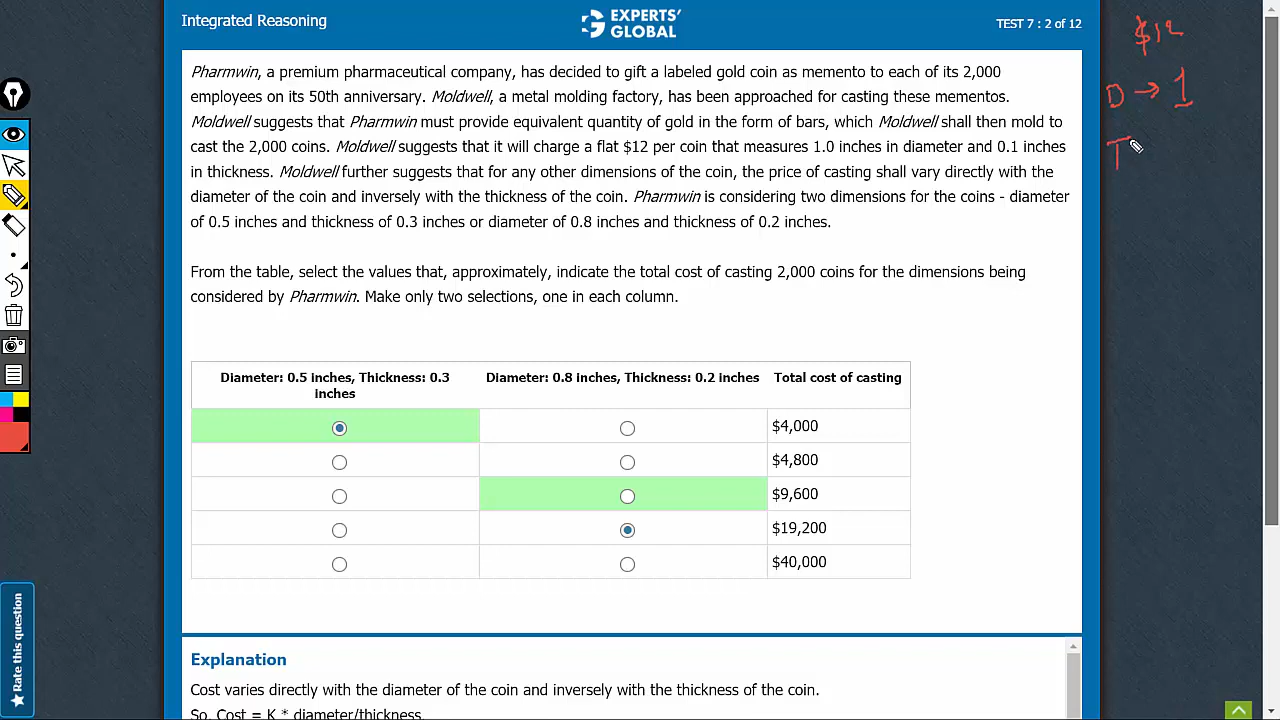 Integrated Reasoning
EXPERTS'
GLOBAL
TEST 7 : 2 of 12
$12
D → 1
T
Pharmwin, a premium pharmaceutical company, has decided to gift a labeled gold coin as memento to each of its 2,000
employees on its 50th anniversary. Moldwell, a metal molding factory, has been approached for casting these mementos.
Moldwell suggests that Pharmwin must provide equivalent quantity of gold in the form of bars, which Moldwell shall then mold to
cast the 2,000 coins. Moldwell suggests that it will charge a flat $12 per coin that measures 1.0 inches in diameter and 0.1 inches
in thickness. Moldwell further suggests that for any other dimensions of the coin, the price of casting shall vary directly with the
diameter of the coin and inversely with the thickness of the coin. Pharmwin is considering two dimensions for the coins - diameter
of 0.5 inches and thickness of 0.3 inches or diameter of 0.8 inches and thickness of 0.2 inches.
From the table, select the values that, approximately, indicate the total cost of casting 2,000 coins for the dimensions being
considered by Pharmwin. Make only two selections, one in each column.
Diameter: 0.5 inches, Thickness: 0.3 inches
Diameter: 0.8 inches, Thickness: 0.2 inches
Total cost of casting
$4,000
$4,800
$9,600
$19,200
$40,000
★ Rate this question
Explanation
Cost varies directly with the diameter of the coin and inversely with the thickness of the coin.
So, Cost = K * diameter/thickness.